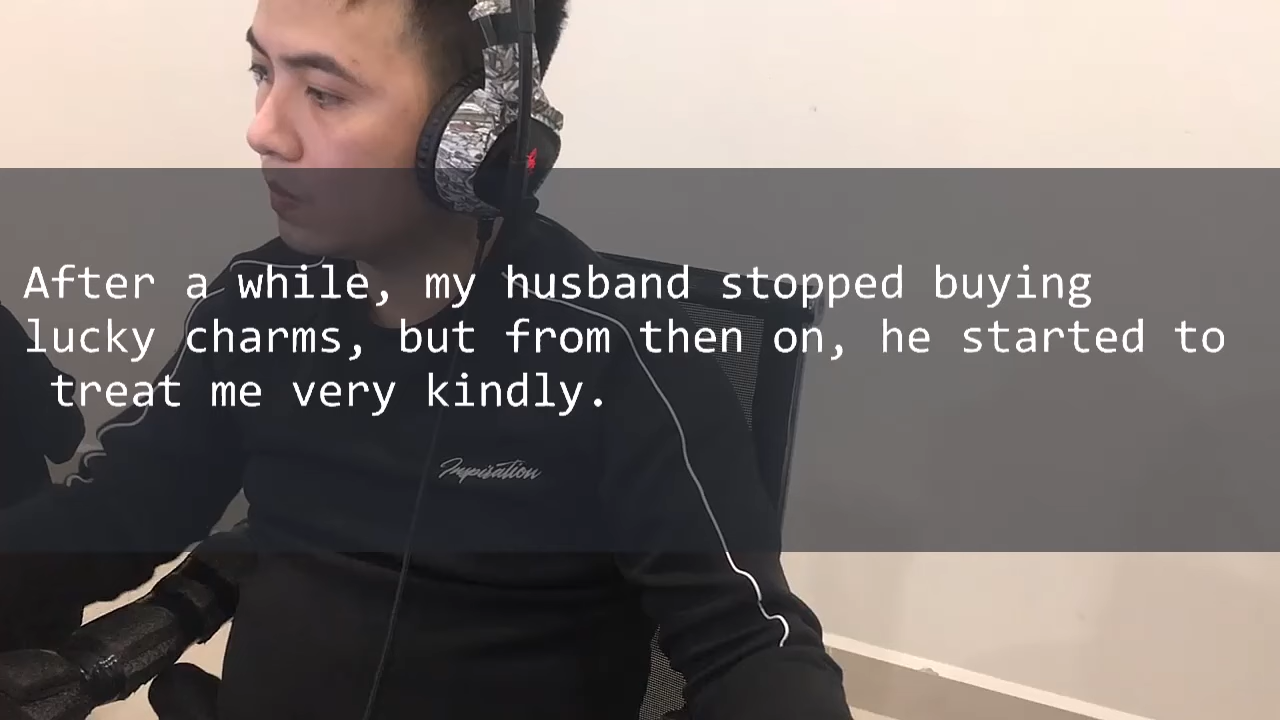 After a while, my husband stopped buying
lucky charms, but from then on, he started to
treat me very kindly.
Inspiration